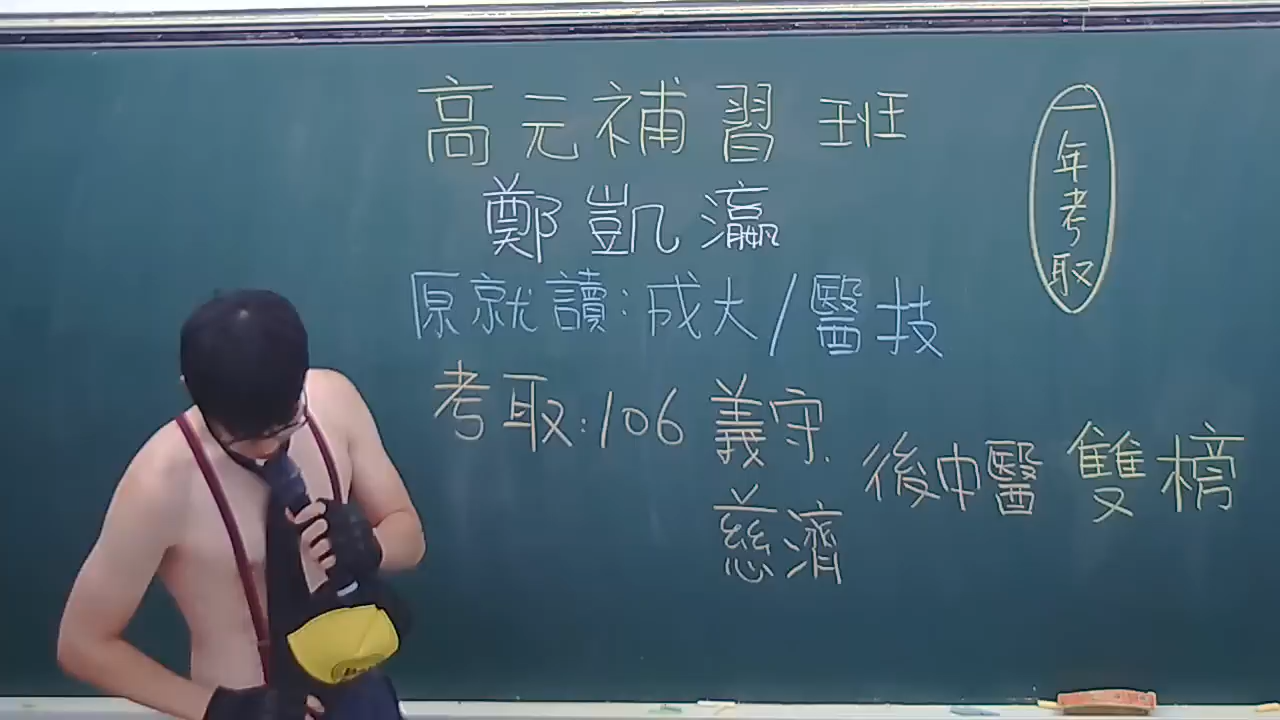 高元補習班
鄭凱瀛
原就讀:成大/醫技
考取:106 義守
慈濟
後中醫 雙榜
一年考取